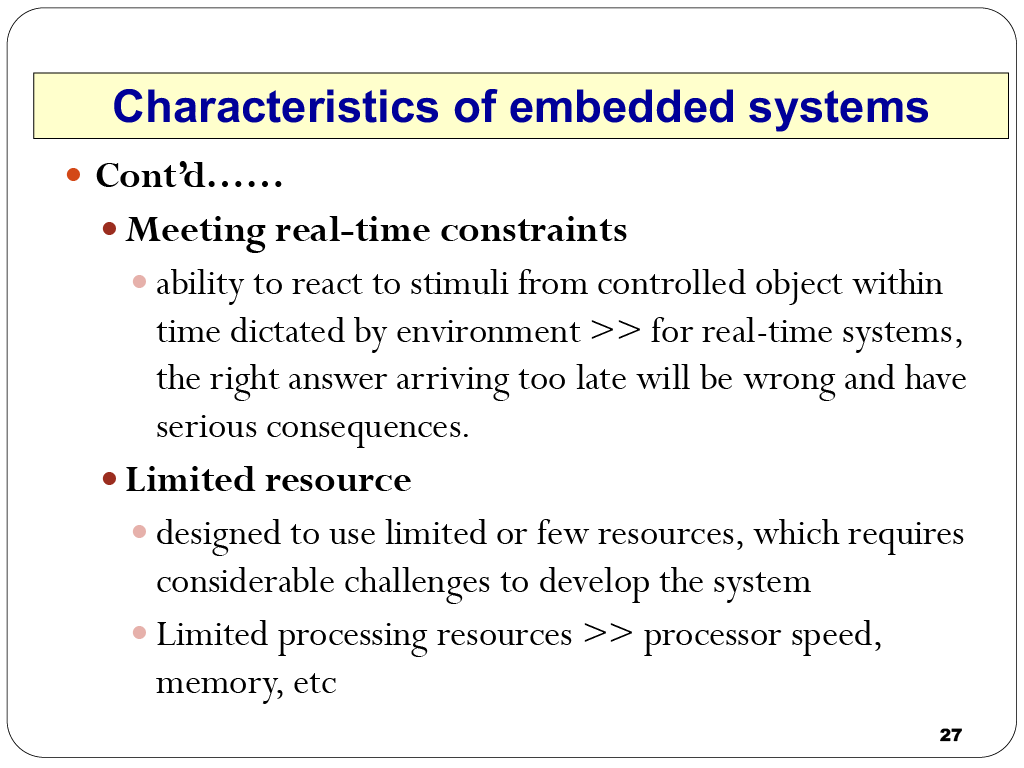 Characteristics of embedded systems
Cont’d……
Meeting real-time constraints
ability to react to stimuli from controlled object within
time dictated by environment >> for real-time systems,
the right answer arriving too late will be wrong and have
serious consequences.
Limited resource
designed to use limited or few resources, which requires
considerable challenges to develop the system
Limited processing resources >> processor speed,
memory, etc
27